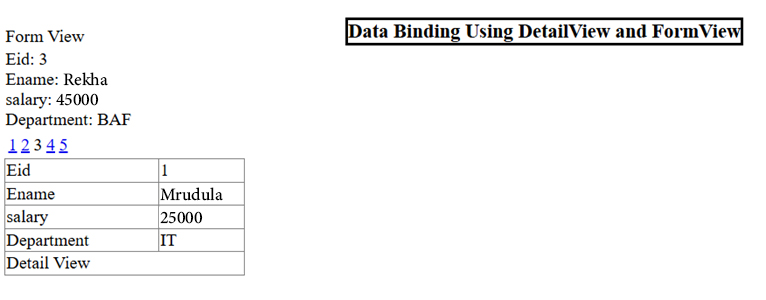 Data Binding Using DetailView and FormView
Form View
Eid: 3
Ename: Rekha
salary: 45000
Department: BAF
1 2 3 4 5
Eid 1
Ename Mrudula
salary 25000
Department IT
Detail View